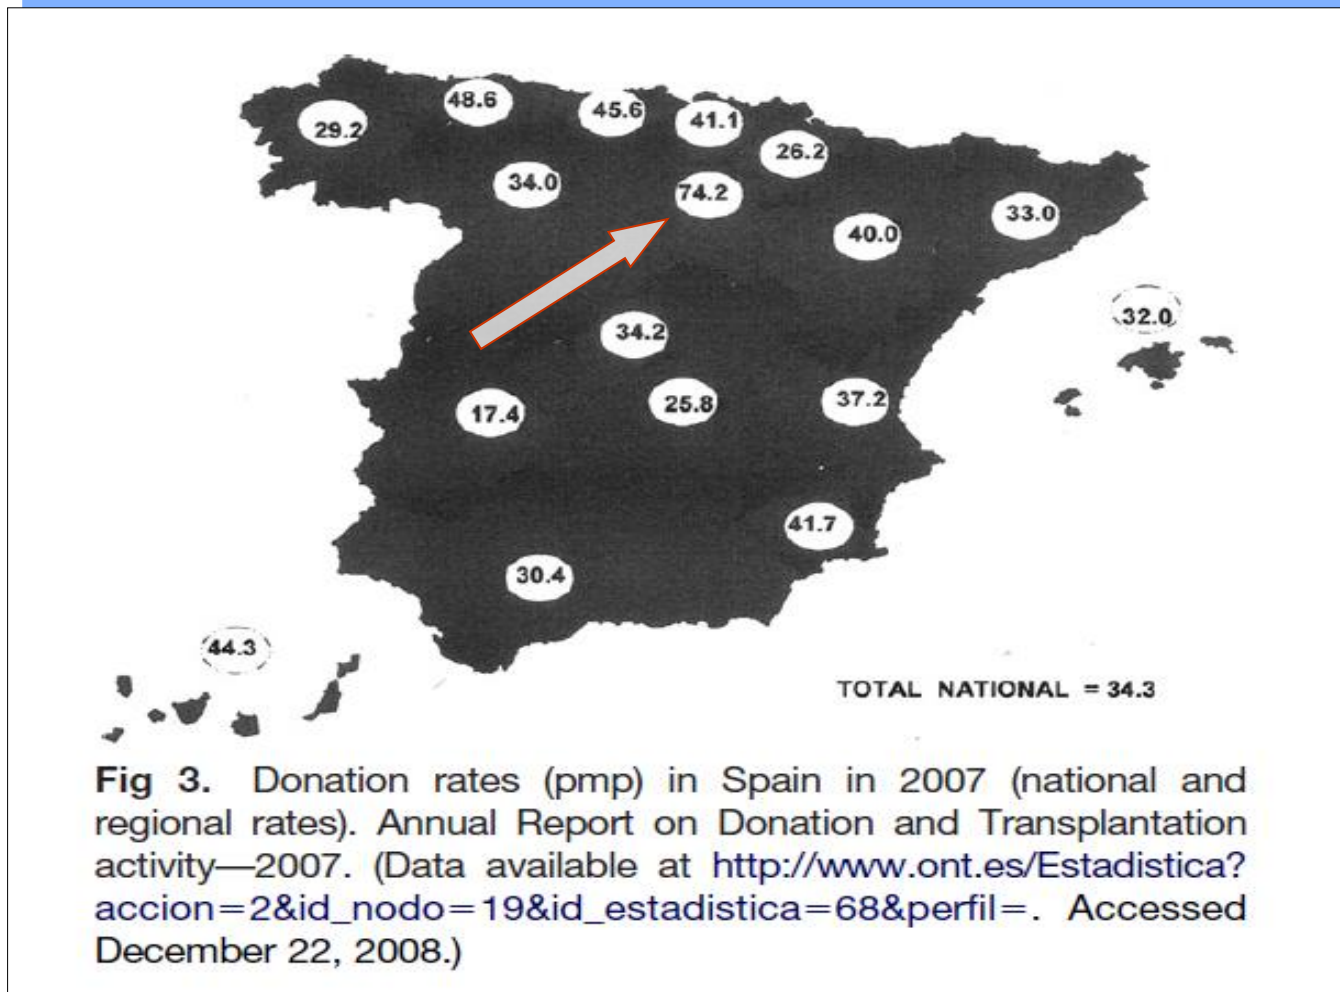 48.6
45.6
41.1
29.2
26.2
34.0
74.2
33.0
40.0
32.0
34.2
17.4
25.8
37.2
41.7
30.4
44.3
TOTAL NATIONAL = 34.3
Fig 3. Donation rates (pmp) in Spain in 2007 (national and
regional rates). Annual Report on Donation and Transplantation
activity—2007. (Data available at http://www.ont.es/Estadistica?
accion=2&id_nodo=19&id_estadistica=68&perfil=. Accessed
December 22, 2008.)